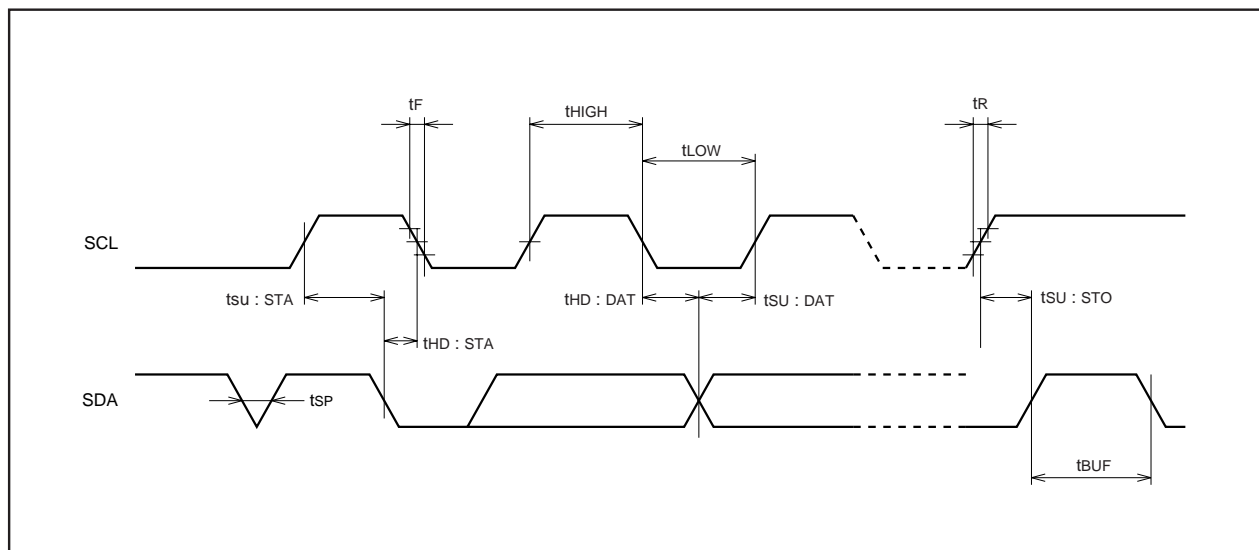 tF
tHIGH
tR
tLOW
SCL
tsu : STA
tHD : DAT
tSU : DAT
tSU : STO
tHD : STA
SDA
tSP
tBUF